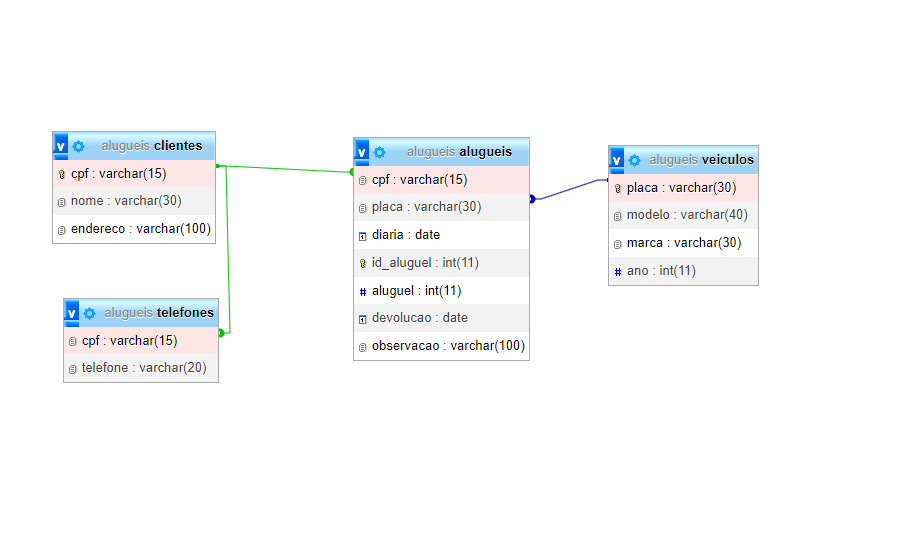 v alugueis clientes
cpf : varchar(15)
nome : varchar(30)
endereco : varchar(100)
v alugueis telefones
cpf : varchar(15)
telefone : varchar(20)
v alugueis alugueis
cpf : varchar(15)
placa : varchar(30)
diaria : date
id_aluguel : int(11)
# aluguel : int(11)
devolucao : date
observacao : varchar(100)
v alugueis veiculos
placa : varchar(30)
modelo : varchar(40)
marca : varchar(30)
# ano : int(11)